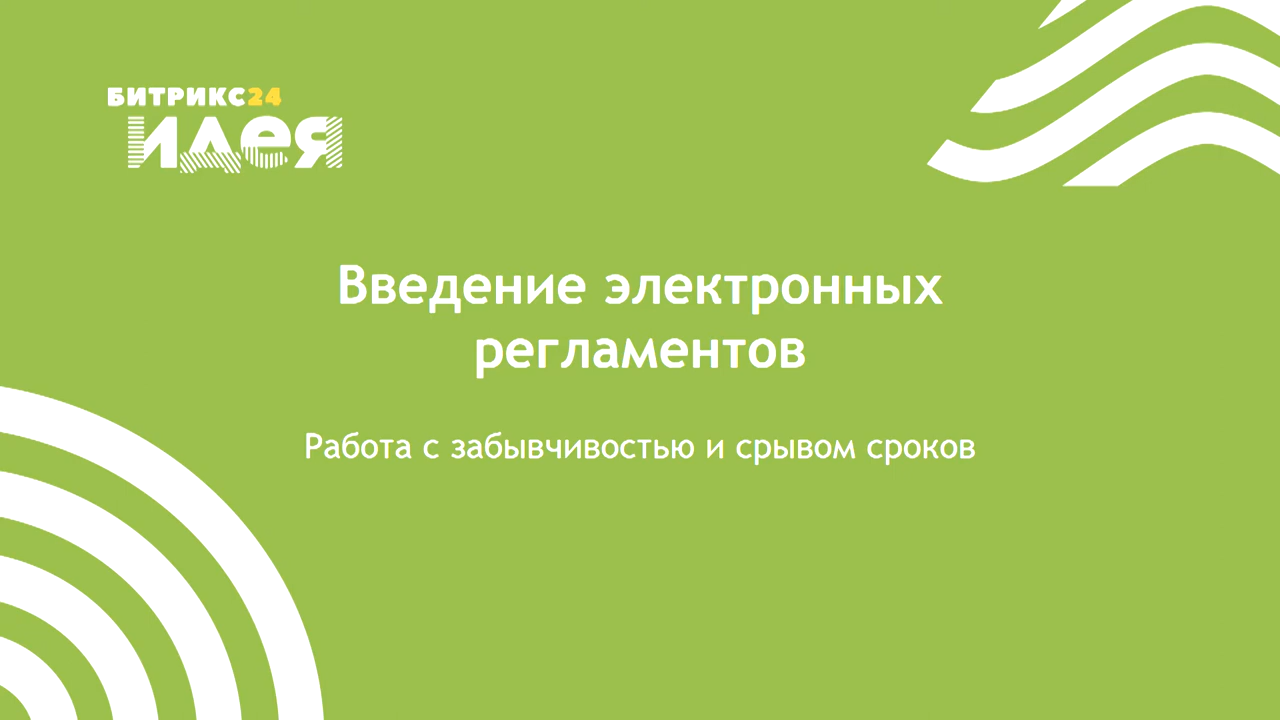 БИТРИКС24
идея
Введение электронных
регламентов
Работа с забывчивостью и срывом сроков